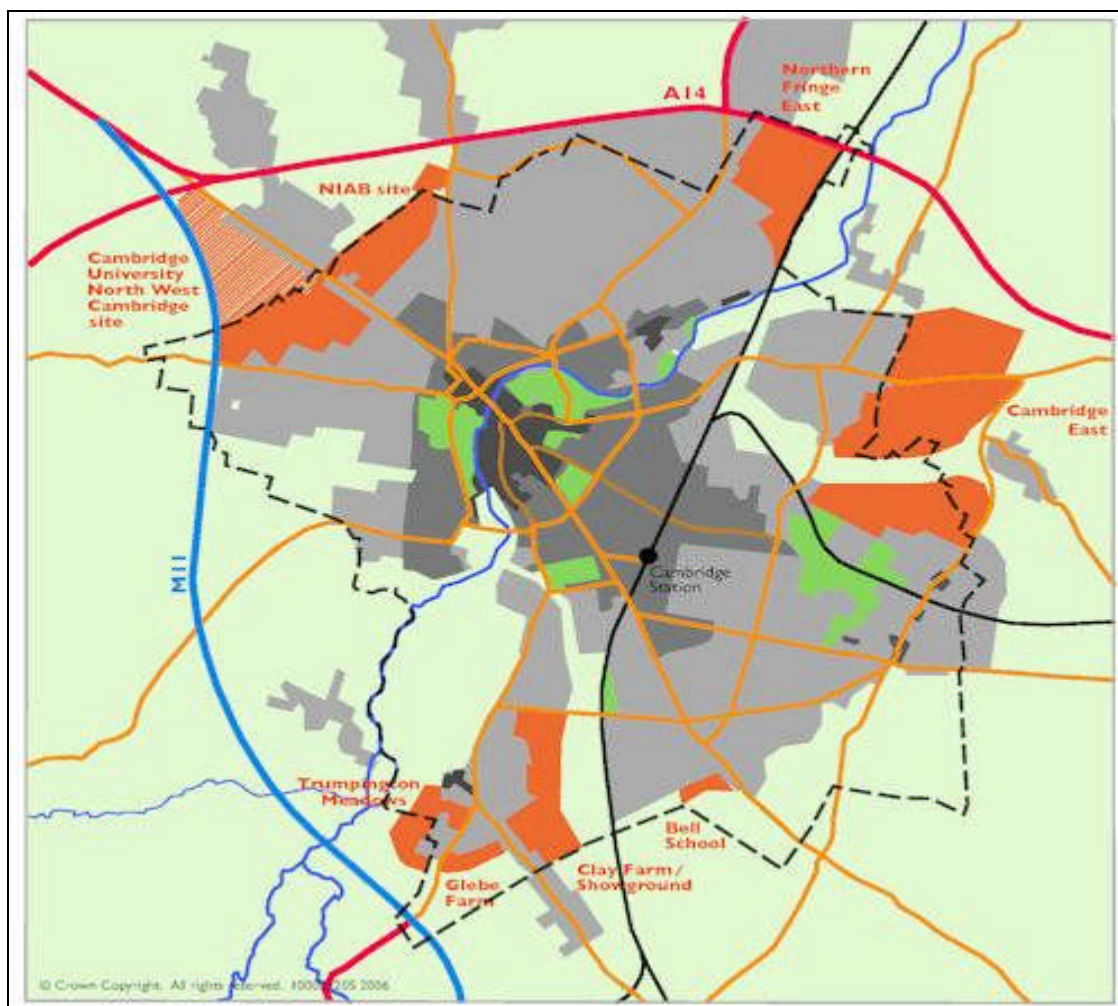 Northern
Fringe
East
A14
NIAB site
Cambridge
University
North West
Cambridge
site
Cambridge
East
M11
Cambridge
Station
Trumpington
Meadows
Bell
School
Glebe
Farm
Clay Farm /
Showground
© Crown Copyright. All rights reserved. 2006